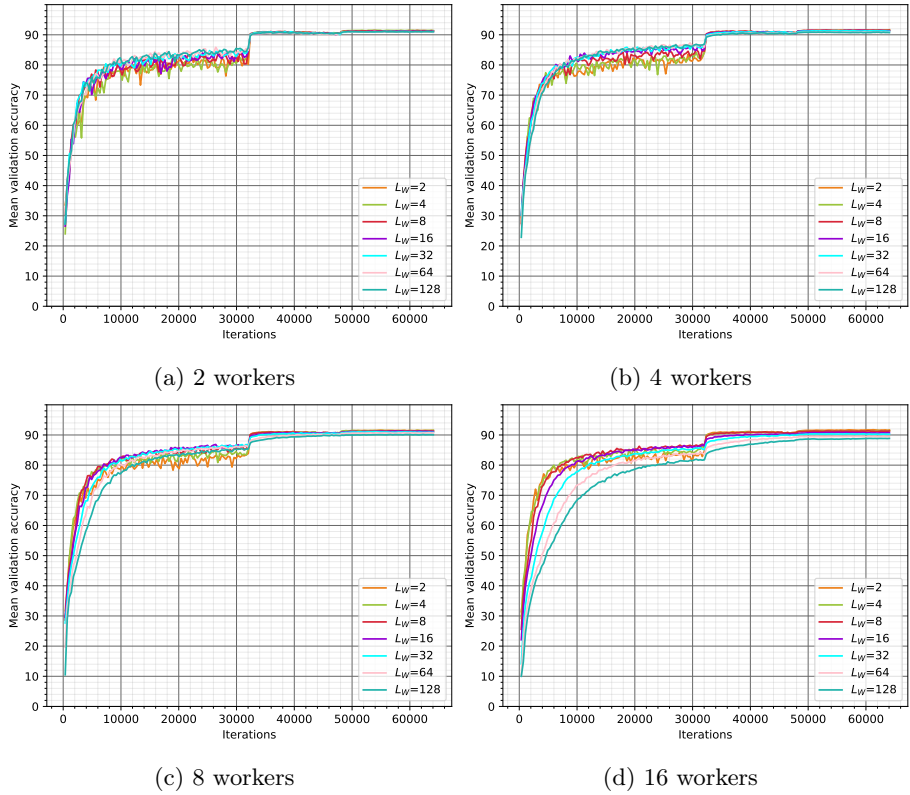 90
80
70
60
50
40
30
20
10
0
Mean validation accuracy
0 10000 20000 30000 40000 50000 60000
Iterations
L_W=2
L_W=4
L_W=8
L_W=16
L_W=32
L_W=64
L_W=128
(a) 2 workers
90
80
70
60
50
40
30
20
10
0
Mean validation accuracy
0 10000 20000 30000 40000 50000 60000
Iterations
L_W=2
L_W=4
L_W=8
L_W=16
L_W=32
L_W=64
L_W=128
(b) 4 workers
90
80
70
60
50
40
30
20
10
0
Mean validation accuracy
0 10000 20000 30000 40000 50000 60000
Iterations
L_W=2
L_W=4
L_W=8
L_W=16
L_W=32
L_W=64
L_W=128
(c) 8 workers
90
80
70
60
50
40
30
20
10
0
Mean validation accuracy
0 10000 20000 30000 40000 50000 60000
Iterations
L_W=2
L_W=4
L_W=8
L_W=16
L_W=32
L_W=64
L_W=128
(d) 16 workers